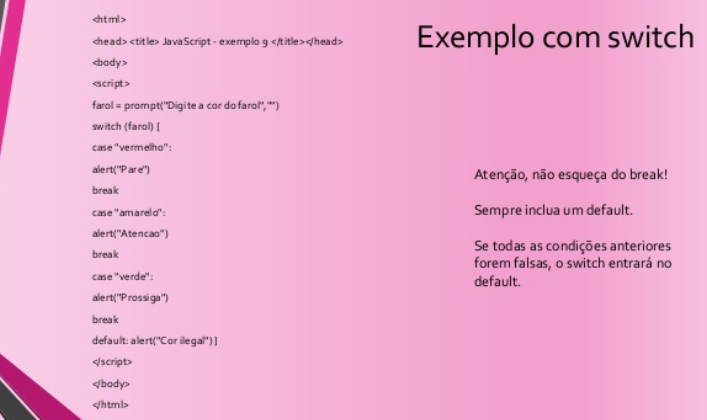 Exemplo com switch
<html>
<head> <title> JavaScript - exemplo 9 </title></head>
<body>
<script>
farol = prompt("Digite a cor do farol","")
switch (farol) {
case "vermelho":
alert("Pare")
break
case "amarelo":
alert("Atencao")
break
case "verde":
alert("Prossiga")
break
default: alert("Cor ilegal") }
</script>
</body>
</html>
Atenção, não esqueça do break!
Sempre inclua um default.
Se todas as condições anteriores
forem falsas, o switch entrará no
default.